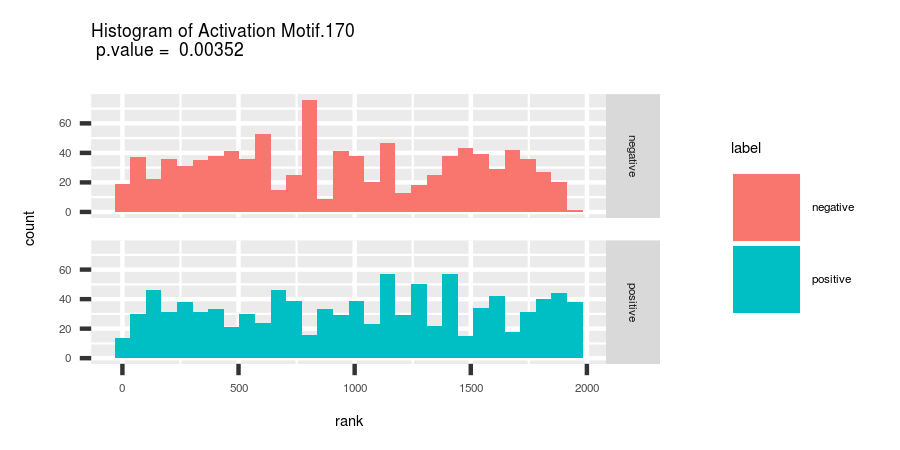 Histogram of Activation Motif.170
p.value = 0.00352
count
60
40
20
0
negative
60
40
20
0
positive
0 500 1000 1500 2000
rank
label
negative
positive